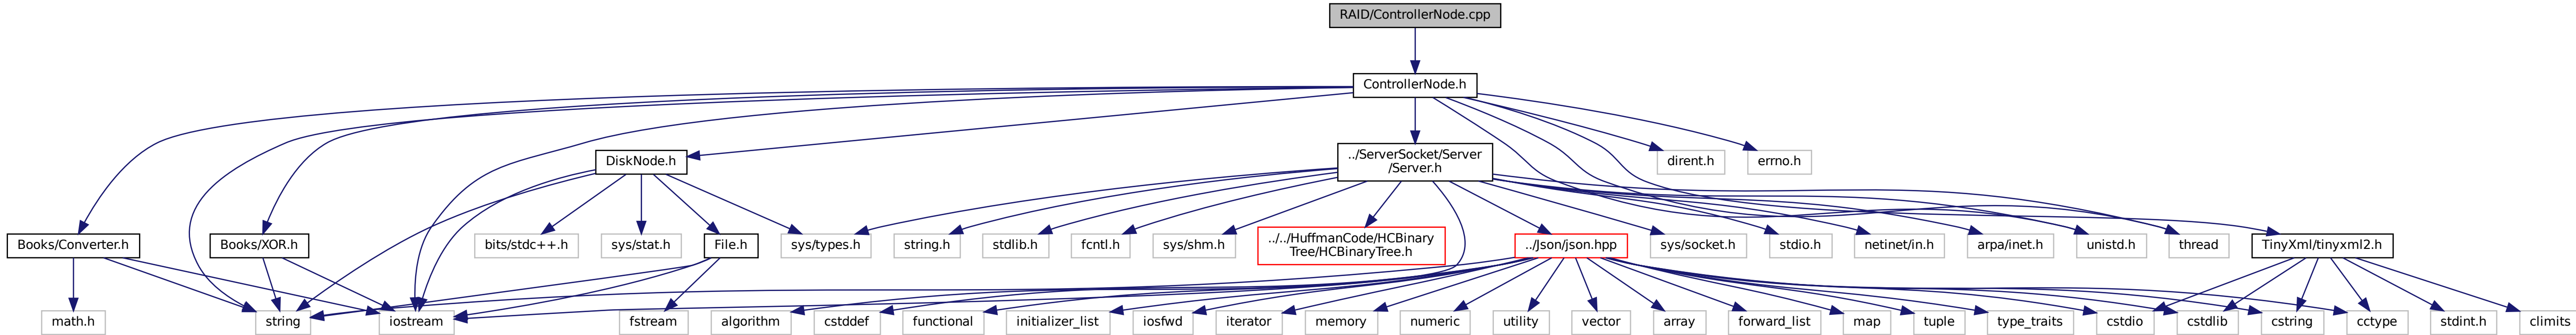 RAID/ControllerNode.cpp
ControllerNode.h
DiskNode.h
../ServerSocket/Server
/Server.h
dirent.h
errno.h
Books/Converter.h
Books/XOR.h
bits/stdc++.h
sys/stat.h
File.h
sys/types.h
string.h
stdlib.h
fcntl.h
sys/shm.h
../../HuffmanCode/HCBinary
Tree/HCBinaryTree.h
../Json/json.hpp
sys/socket.h
stdio.h
netinet/in.h
arpa/inet.h
unistd.h
thread
TinyXml/tinyxml2.h
math.h
string
iostream
fstream
algorithm
cstddef
functional
initializer_list
iosfwd
iterator
memory
numeric
utility
vector
array
forward_list
map
tuple
type_traits
cstdio
cstdlib
cstring
cctype
stdint.h
climits